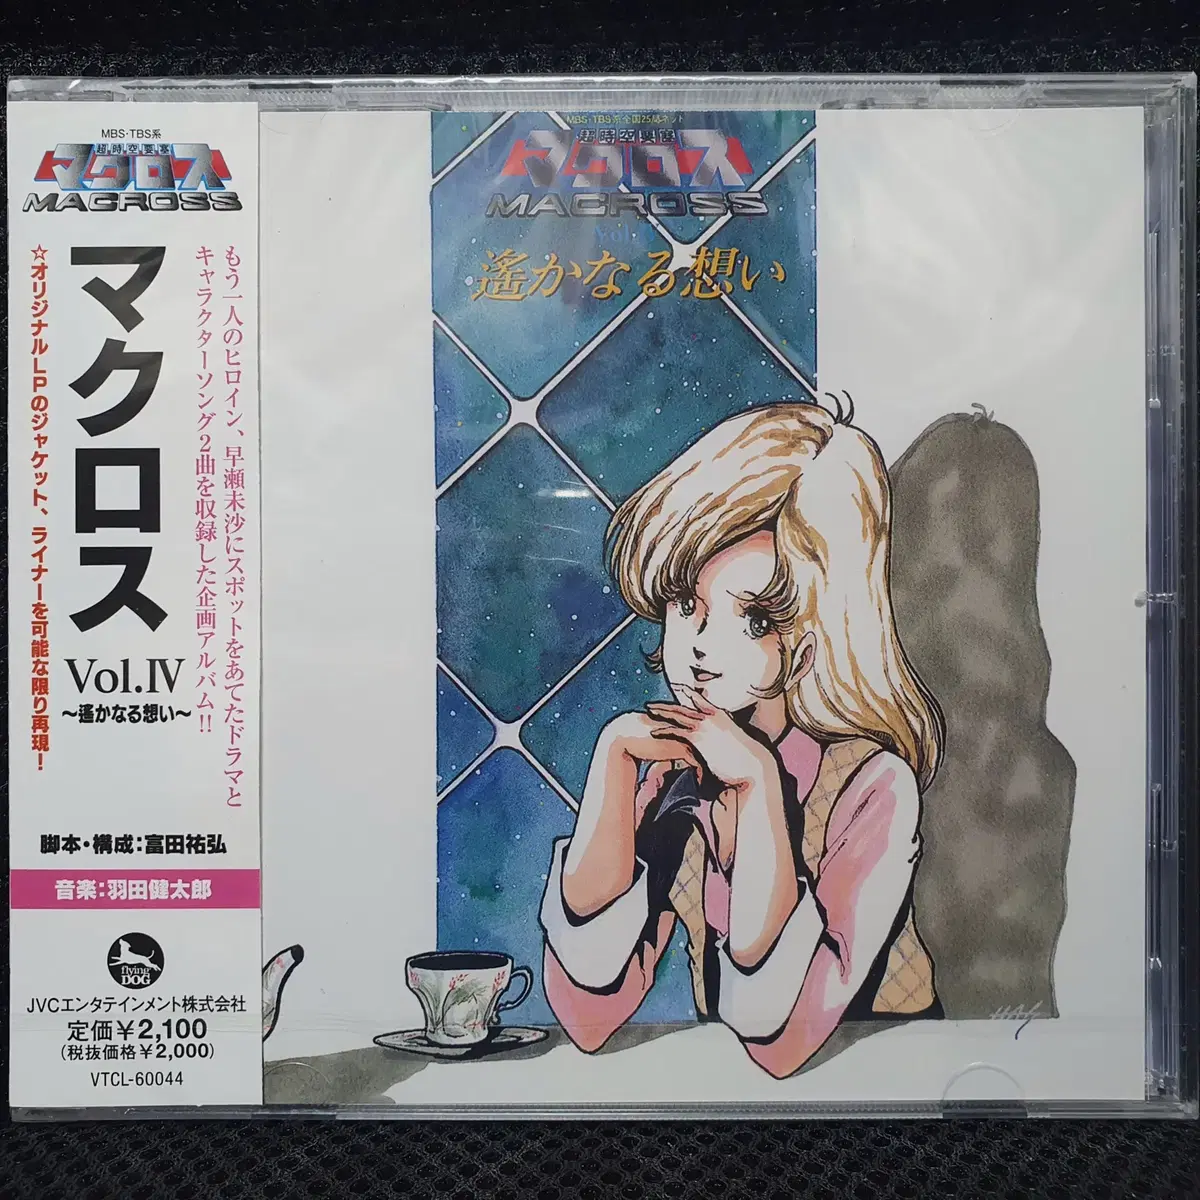 MBS・TBS系
超時空要塞
マクロス
MACROSS
もう一人のヒロイン、早瀬未沙にスポットをあてたドラマと
キャラクターソング2曲を収録した企画アルバム!!
マクロス
Vol.IV
〜遙かなる想い〜
☆オリジナルLPのジャケット、ライナーを可能な限り再現！
脚本・構成：富田祐弘
音楽：羽田健太郎
flying
DOG
JVCエンタテインメント株式会社
定価￥2,100
(税抜価格￥2,000)
VTCL-60044
MBS・TBS系全国25局ネット
超時空要塞
マクロス
MACROSS
Vol.
遙かなる想い